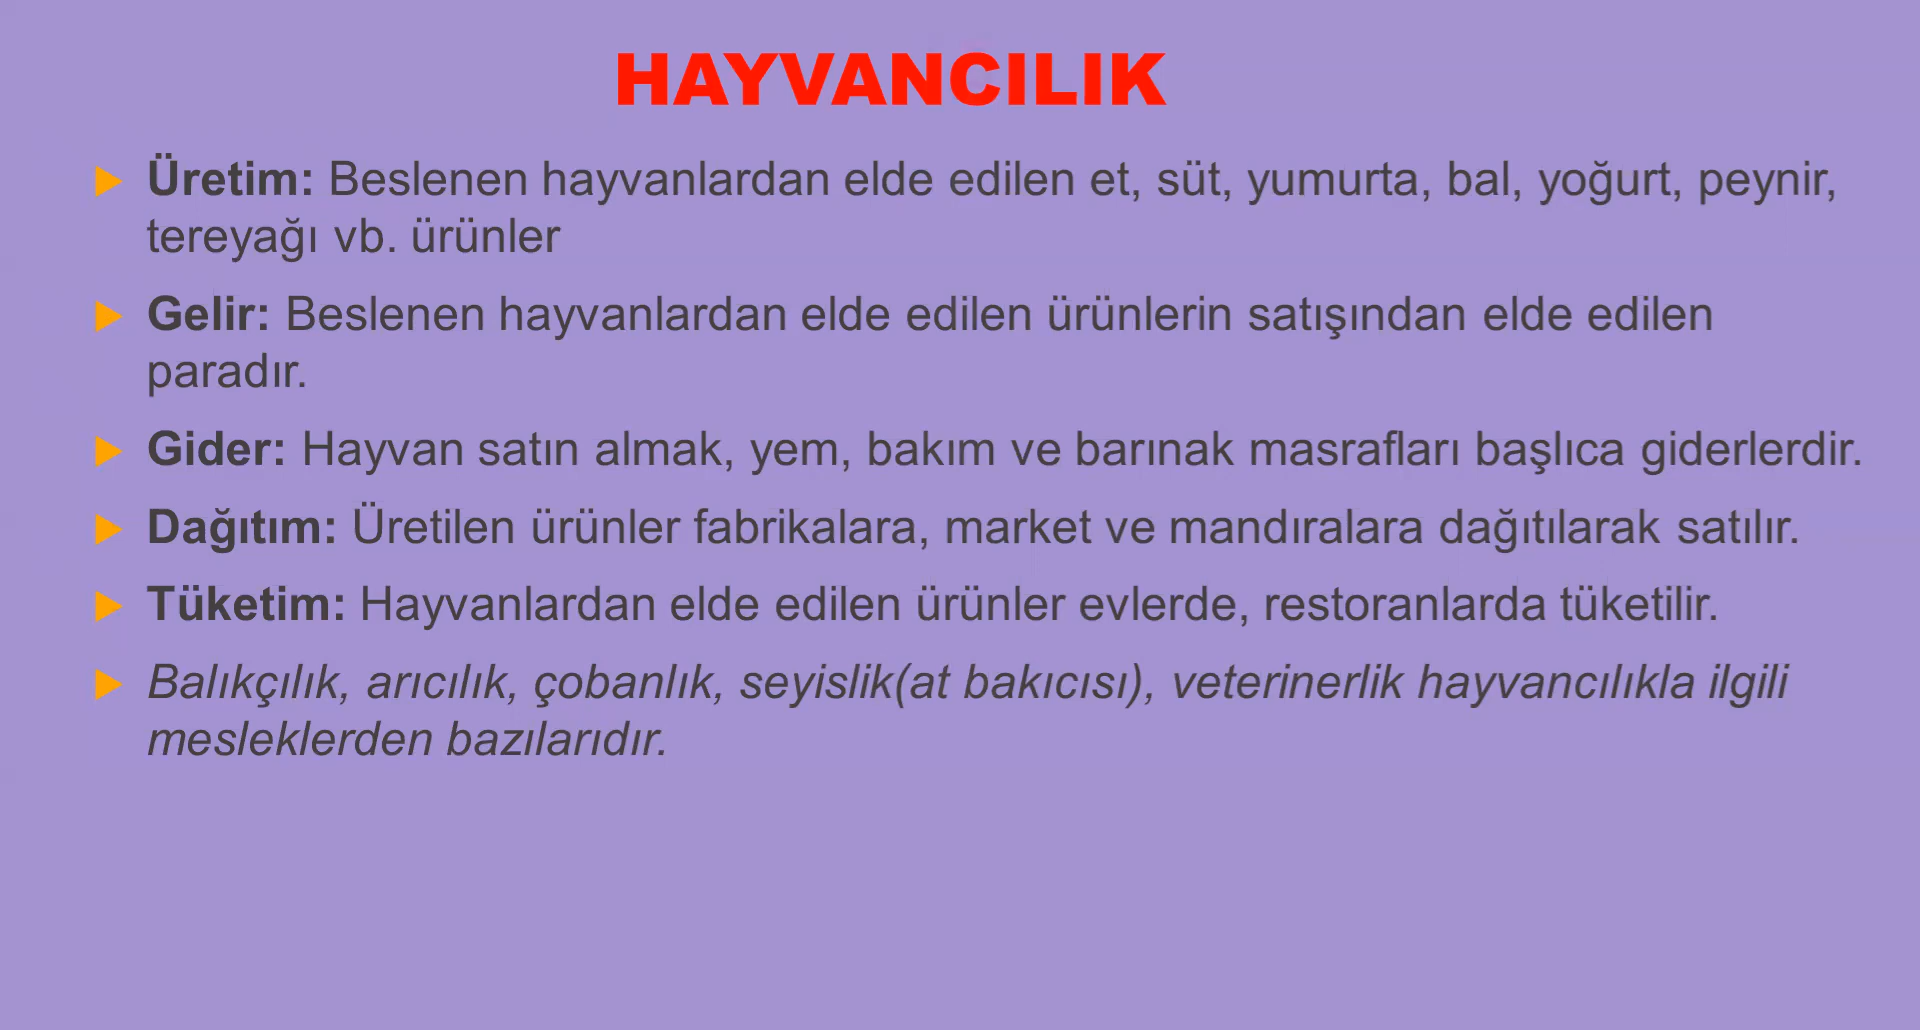 HAYVANCILIK
Üretim: Beslenen hayvanlardan elde edilen et, süt, yumurta, bal, yoğurt, peynir,
tereyağı vb. ürünler
Gelir: Beslenen hayvanlardan elde edilen ürünlerin satışından elde edilen
paradır.
Gider: Hayvan satın almak, yem, bakım ve barınak masrafları başlıca giderlerdir.
Dağıtım: Üretilen ürünler fabrikalara, market ve mandıralara dağıtılarak satılır.
Tüketim: Hayvanlardan elde edilen ürünler evlerde, restoranlarda tüketilir.
Balıkçılık, arıcılık, çobanlık, seyislik(at bakıcısı), veterinerlik hayvancılıkla ilgili
mesleklerden bazılarıdır.